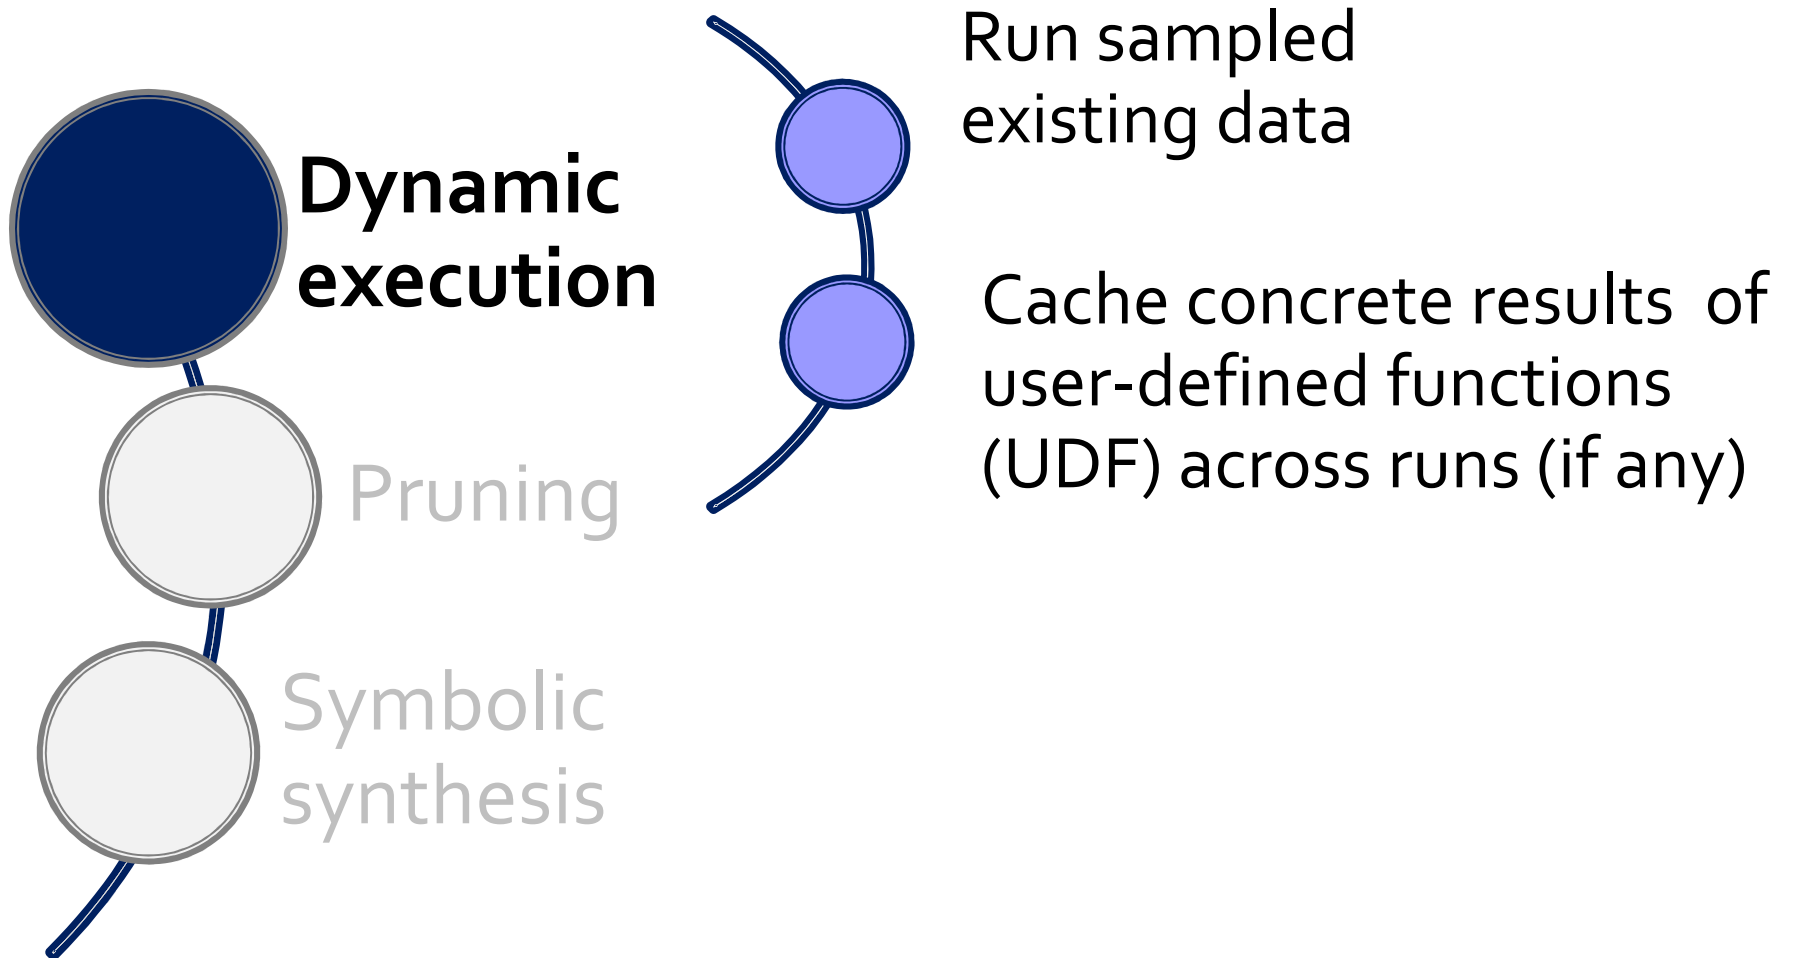 Dynamic
execution
Pruning
Symbolic
synthesis
Run sampled
existing data
Cache concrete results of
user-defined functions
(UDF) across runs (if any)